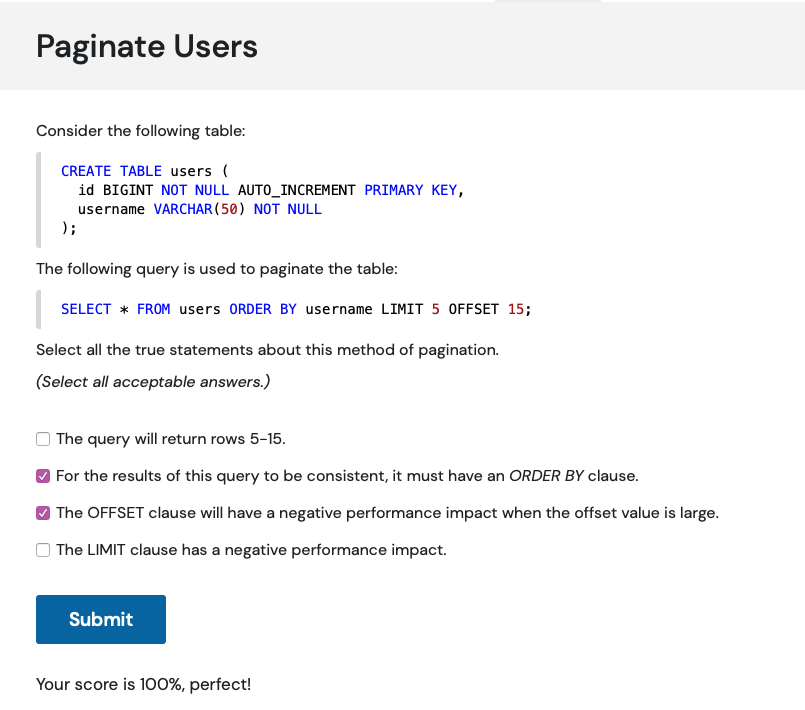 Paginate Users
Consider the following table:
CREATE TABLE users (
  id BIGINT NOT NULL AUTO_INCREMENT PRIMARY KEY,
  username VARCHAR(50) NOT NULL
);
The following query is used to paginate the table:
SELECT * FROM users ORDER BY username LIMIT 5 OFFSET 15;
Select all the true statements about this method of pagination.
(Select all acceptable answers.)
The query will return rows 5-15.
For the results of this query to be consistent, it must have an ORDER BY clause.
The OFFSET clause will have a negative performance impact when the offset value is large.
The LIMIT clause has a negative performance impact.
Submit
Your score is 100%, perfect!